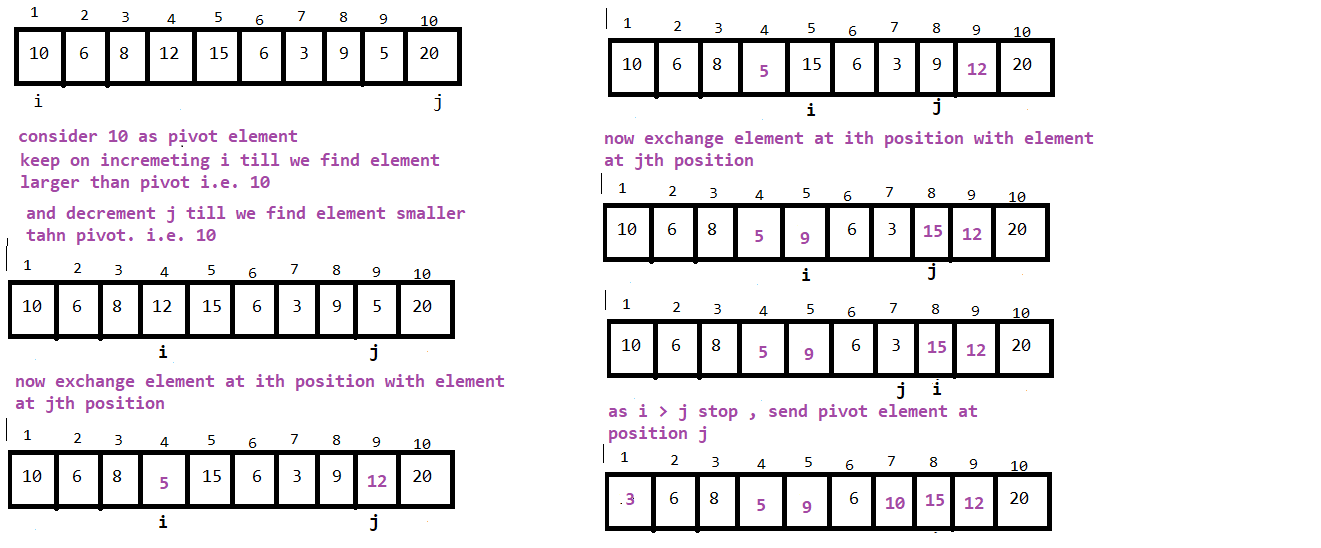 1 2 3 4 5 6 7 8 9 10
10 6 8 12 15 6 3 9 5 20
i j
consider 10 as pivot element
keep on incremeting i till we find element
larger than pivot i.e. 10
and decrement j till we find element smaller
tahn pivot. i.e. 10
1 2 3 4 5 6 7 8 9 10
10 6 8 12 15 6 3 9 5 20
i j
now exchange element at ith position with element
at jth position
1 2 3 4 5 6 7 8 9 10
10 6 8 5 15 6 3 9 12 20
i j
1 2 3 4 5 6 7 8 9 10
10 6 8 5 15 6 3 9 12 20
i j
now exchange element at ith position with element
at jth position
1 2 3 4 5 6 7 8 9 10
10 6 8 5 9 6 3 15 12 20
i j
1 2 3 4 5 6 7 8 9 10
10 6 8 5 9 6 3 15 12 20
j i
as i > j stop , send pivot element at
position j
1 2 3 4 5 6 7 8 9 10
3 6 8 5 9 6 10 15 12 20